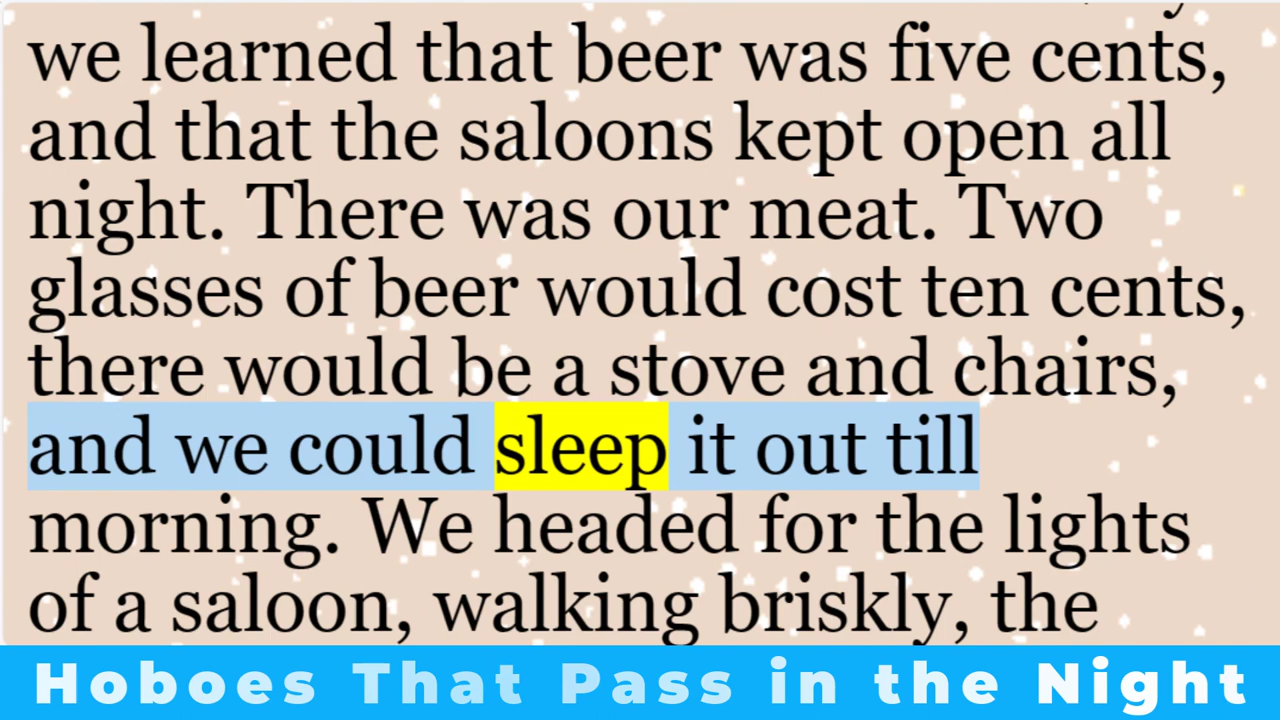 we learned that beer was five cents,
and that the saloons kept open all
night. There was our meat. Two
glasses of beer would cost ten cents,
there would be a stove and chairs,
and we could sleep it out till
morning. We headed for the lights
of a saloon, walking briskly, the
Hoboes That Pass in the Night